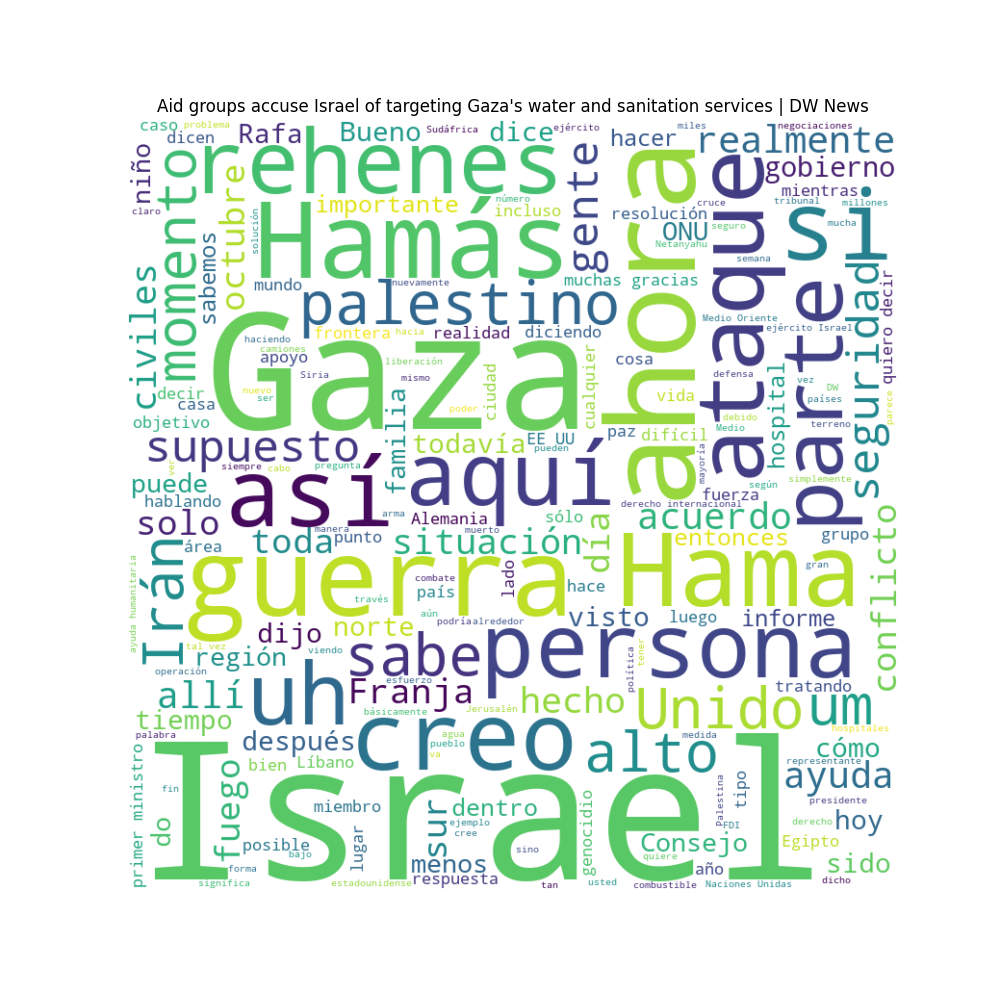 Aid groups accuse Israel of targeting Gaza's water and sanitation services | DW News
caso
problema
dicen
Rafa
Bueno
Sudáfrica
dice
ejército
hacer
miles
realmente
negociaciones
niño
momento
rehenes
gente
ahora
ataque
gobierno
mientras
claro
octubre
solución
importante
número
incluso
resolución
cruce
tribunal
millones
si
Hamás
ONU
seguro
mucha
Netanyahu
semana
sabemos
mundo
nuevamente
muchas gracias
parte
seguridad
quiero decir
civiles
palestino
Medio Oriente
ejército Israel
frontera
hacia
realidad
diciendo
haciendo
camiones
apoyo
liberación
Gaza
cualquier
cosa
defensa
Siria
mismo
vez
DW
países
decir
casa
nuevo
ser
familia
poder
ciudad
vida
hospital
debido
Medio
terreno
parece
objetivo
supuesto
todavía
EE UU
pueden
paz
difícil
mayoría
simplemente
ver
siempre
cabo
pregunta
puede
así
aquí
según
hablando
fuerza
derecho internacional
solo
arma
Alemania
sólo
acuerdo
grupo
manera
muerto
área
toda
punto
situación
día
entonces
Irán
guerra
combate
país
lado
hace
Hama
gran
conflicto
ayuda humanitaria
través
aún
podría
alrededor
visto
luego
informe
dijo
norte
tal vez
región
viendo
sabe
persona
política
tener
operación
esfuerzo
tratando
allí
uh
Franja
hecho
Unido
um
básicamente
Jerusalén
tiempo
palabra
creo
agua
pueblo
va
medida
hospitales
después
alto
cómo
representante
primer ministro
bien
Líbano
ayuda
fin
fuego
Israel
tipo
Palestina
presidente
miembro
dentro
do
sur
ejemplo
cree
FDI
derecho
hoy
posible
lugar
genocidio
Consejo
Egipto
bajo
sino
quiere
menos
año
sido
forma
respuesta
significa
estadounidense
tan
usted
combustible
Naciones Unidas
dicho